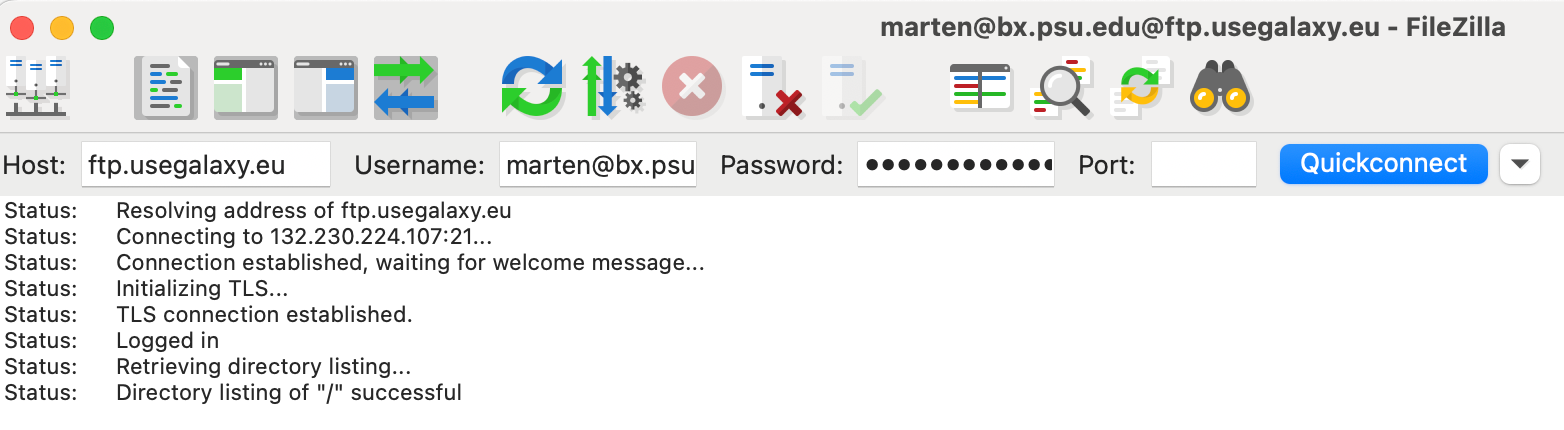 marten@bx.psu.edu@ftp.usegalaxy.eu - FileZilla
Host: ftp.usegalaxy.eu Username: marten@bx.psu Password: ●●●●●●●●●●●● Port: Quickconnect
Status: Resolving address of ftp.usegalaxy.eu
Status: Connecting to 132.230.224.107:21...
Status: Connection established, waiting for welcome message...
Status: Initializing TLS...
Status: TLS connection established.
Status: Logged in
Status: Retrieving directory listing...
Status: Directory listing of "/" successful